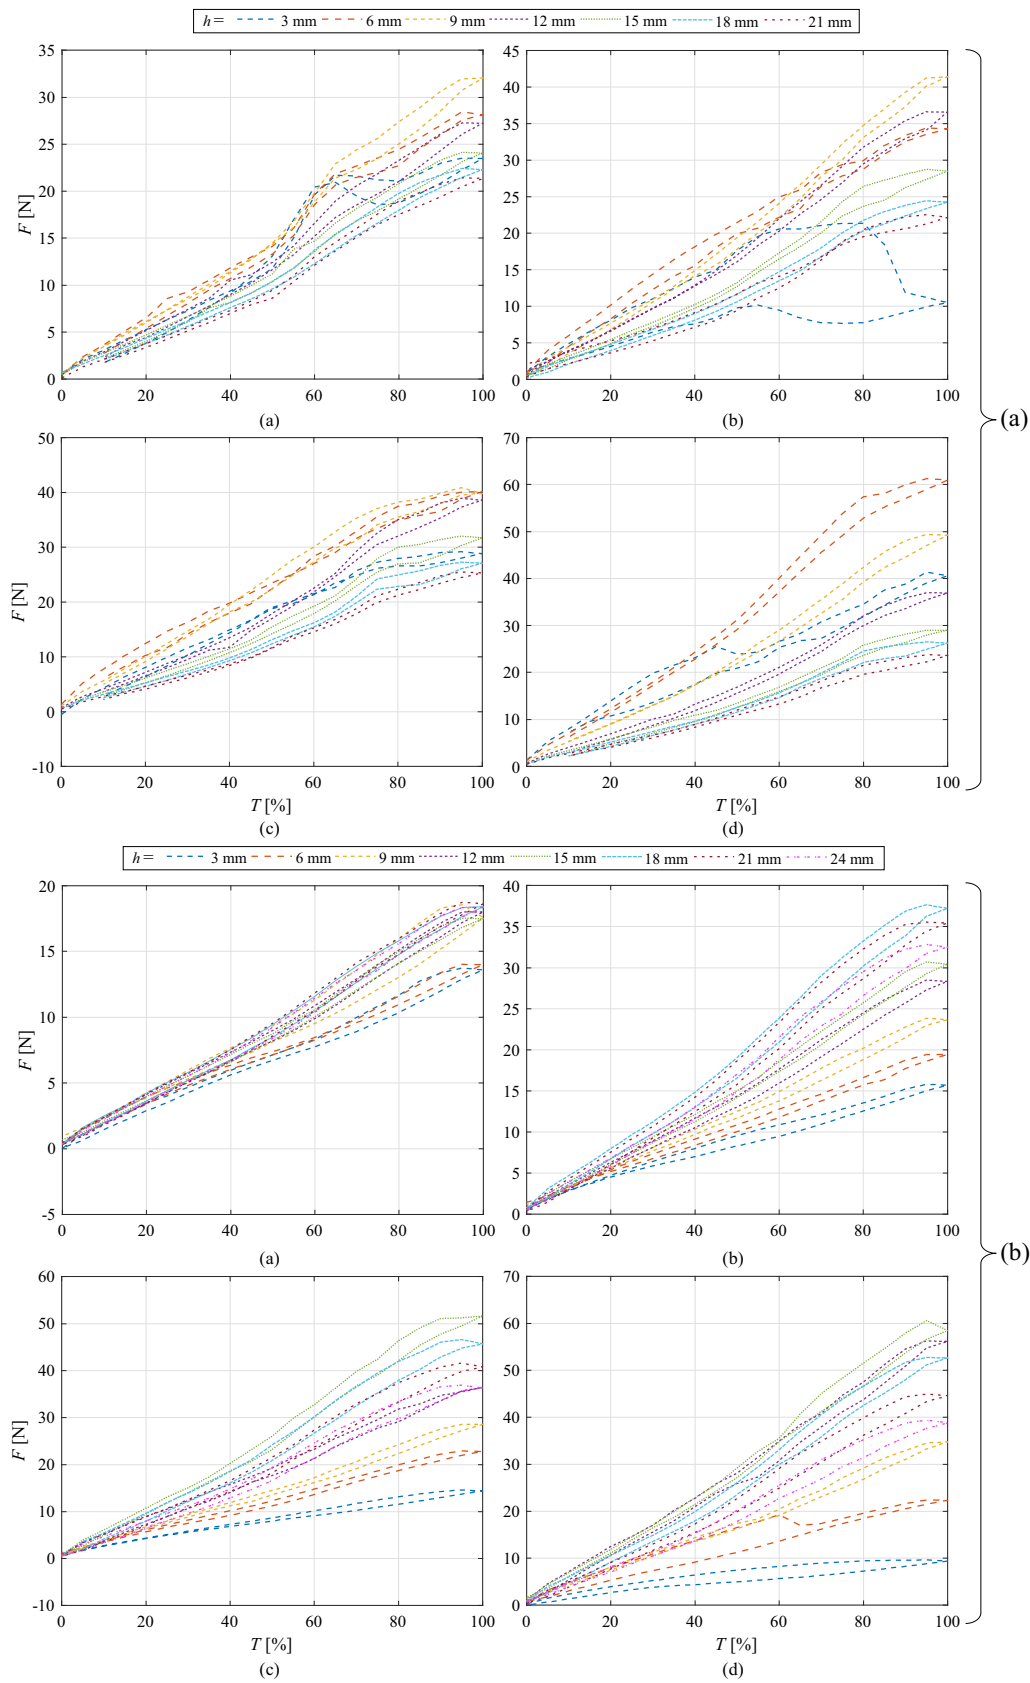 h = 3 mm 6 mm 9 mm 12 mm 15 mm 18 mm 21 mm
35 30 25 20 15 10 5 0
F [N]
0 20 40 60 80 100
(a)
45 40 35 30 25 20 15 10 5 0
0 20 40 60 80 100
(b)
50 40 30 20 10 0 -10
F [N]
0 20 40 60 80 100
T [%]
(c)
70 60 50 40 30 20 10 0
0 20 40 60 80 100
T [%]
(d)
(a)
h = 3 mm 6 mm 9 mm 12 mm 15 mm 18 mm 21 mm 24 mm
20 15 10 5 0 -5
F [N]
0 20 40 60 80 100
(a)
40 35 30 25 20 15 10 5 0
0 20 40 60 80 100
(b)
60 50 40 30 20 10 0 -10
F [N]
0 20 40 60 80 100
T [%]
(c)
70 60 50 40 30 20 10 0
0 20 40 60 80 100
T [%]
(d)
(b)